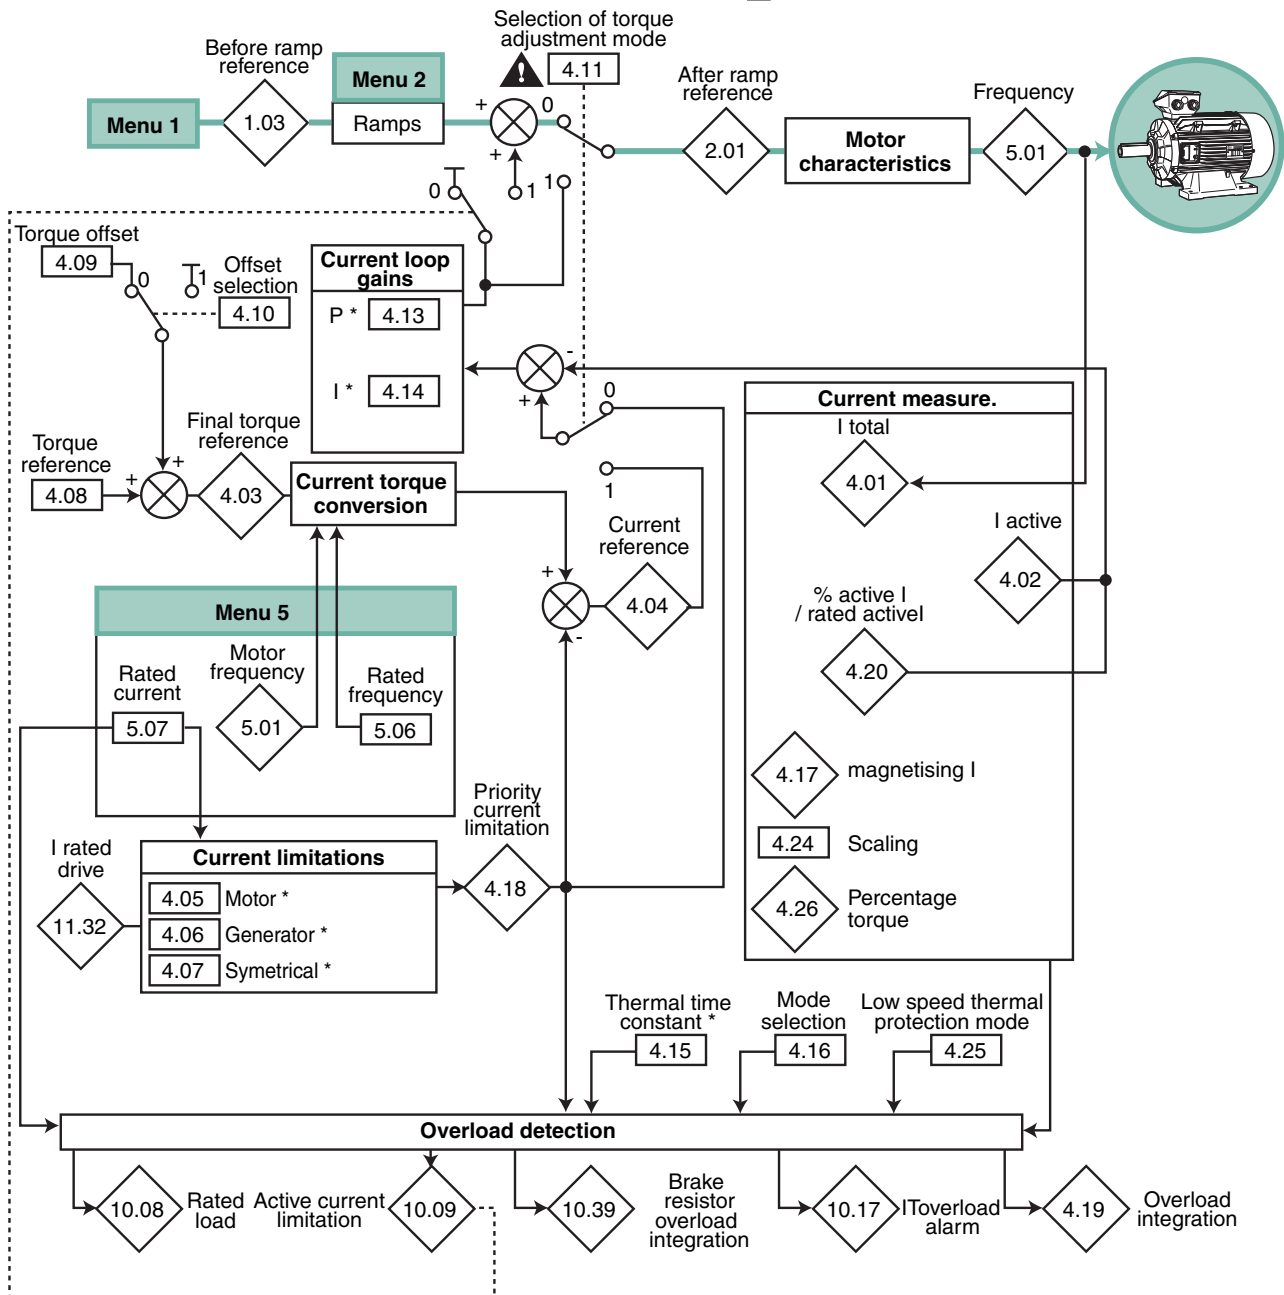 Selection of torque
adjustment mode
4.11
Before ramp
reference
1.03
Menu 1
Menu 2
Ramps
+
+
0
1
1
After ramp
reference
2.01
Motor
characteristics
Frequency
5.01
0
Torque offset
4.09
0
1
Offset
selection
4.10
Current loop
gains
P *
4.13
I *
4.14
-
+
0
1
Torque
reference
4.08
+
+
Final torque
reference
4.03
Current torque
conversion
Current
reference
4.04
+
-
Current measure.
I total
4.01
I active
4.02
% active I
/ rated activeI
4.20
4.17
magnetising I
4.24
Scaling
4.26
Percentage
torque
Menu 5
Rated
current
5.07
Motor
frequency
5.01
Rated
frequency
5.06
I rated
drive
11.32
Current limitations
4.05
Motor *
4.06
Generator *
4.07
Symetrical *
Priority
current
limitation
4.18
Thermal time
constant *
4.15
Mode
selection
4.16
Low speed thermal
protection mode
4.25
Overload detection
10.08
Rated
load
Active current
limitation
10.09
10.39
Brake
resistor
overload
integration
10.17
IToverload
alarm
4.19
Overload
integration